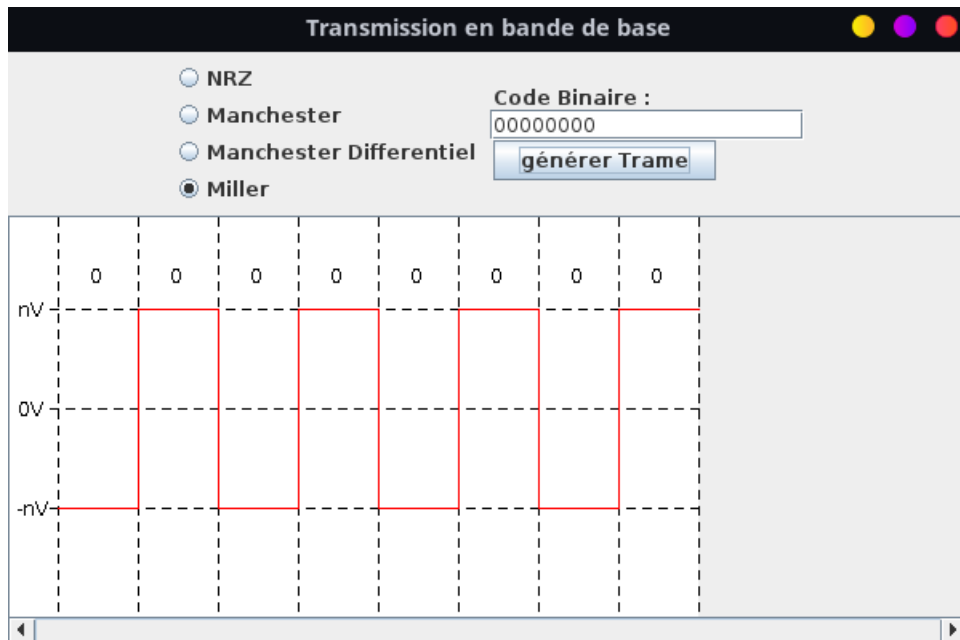 Transmission en bande de base
NRZ
Manchester
Manchester Differentiel
Miller
Code Binaire :
00000000
générer Trame
0 0 0 0 0 0 0 0
nV
0V
-nV